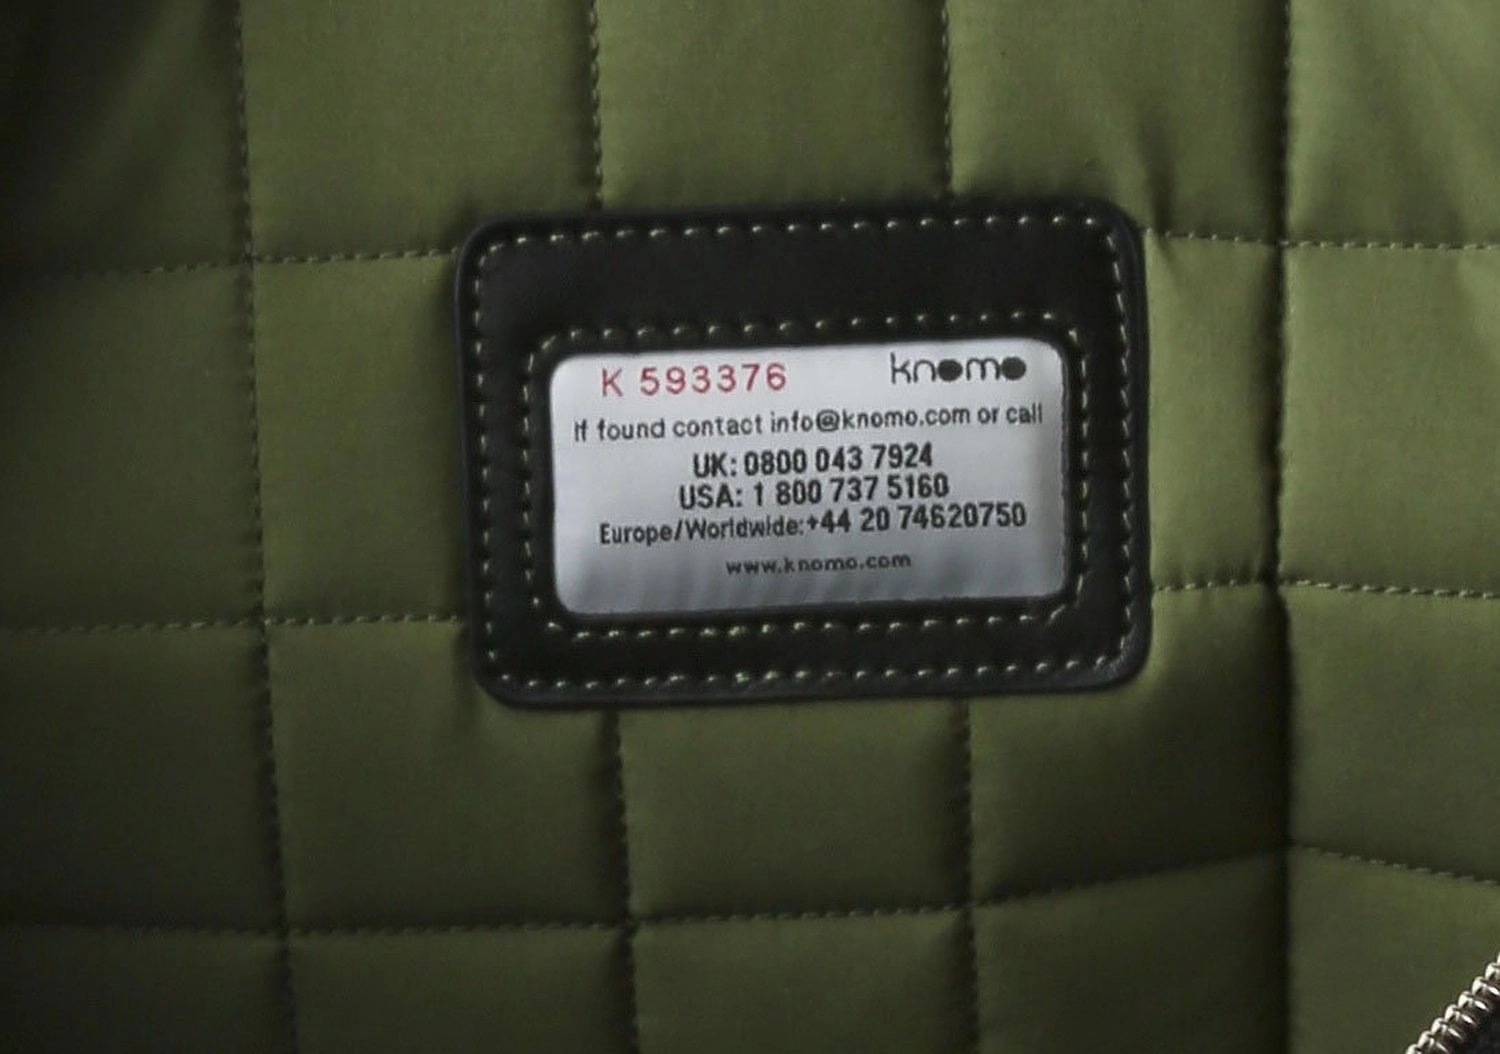 K 593376 knomo
If found contact info@knomo.com or call
UK: 0800 043 7924
USA: 1 800 737 5160
Europe/Worldwide:+44 20 74620750
www.knomo.com